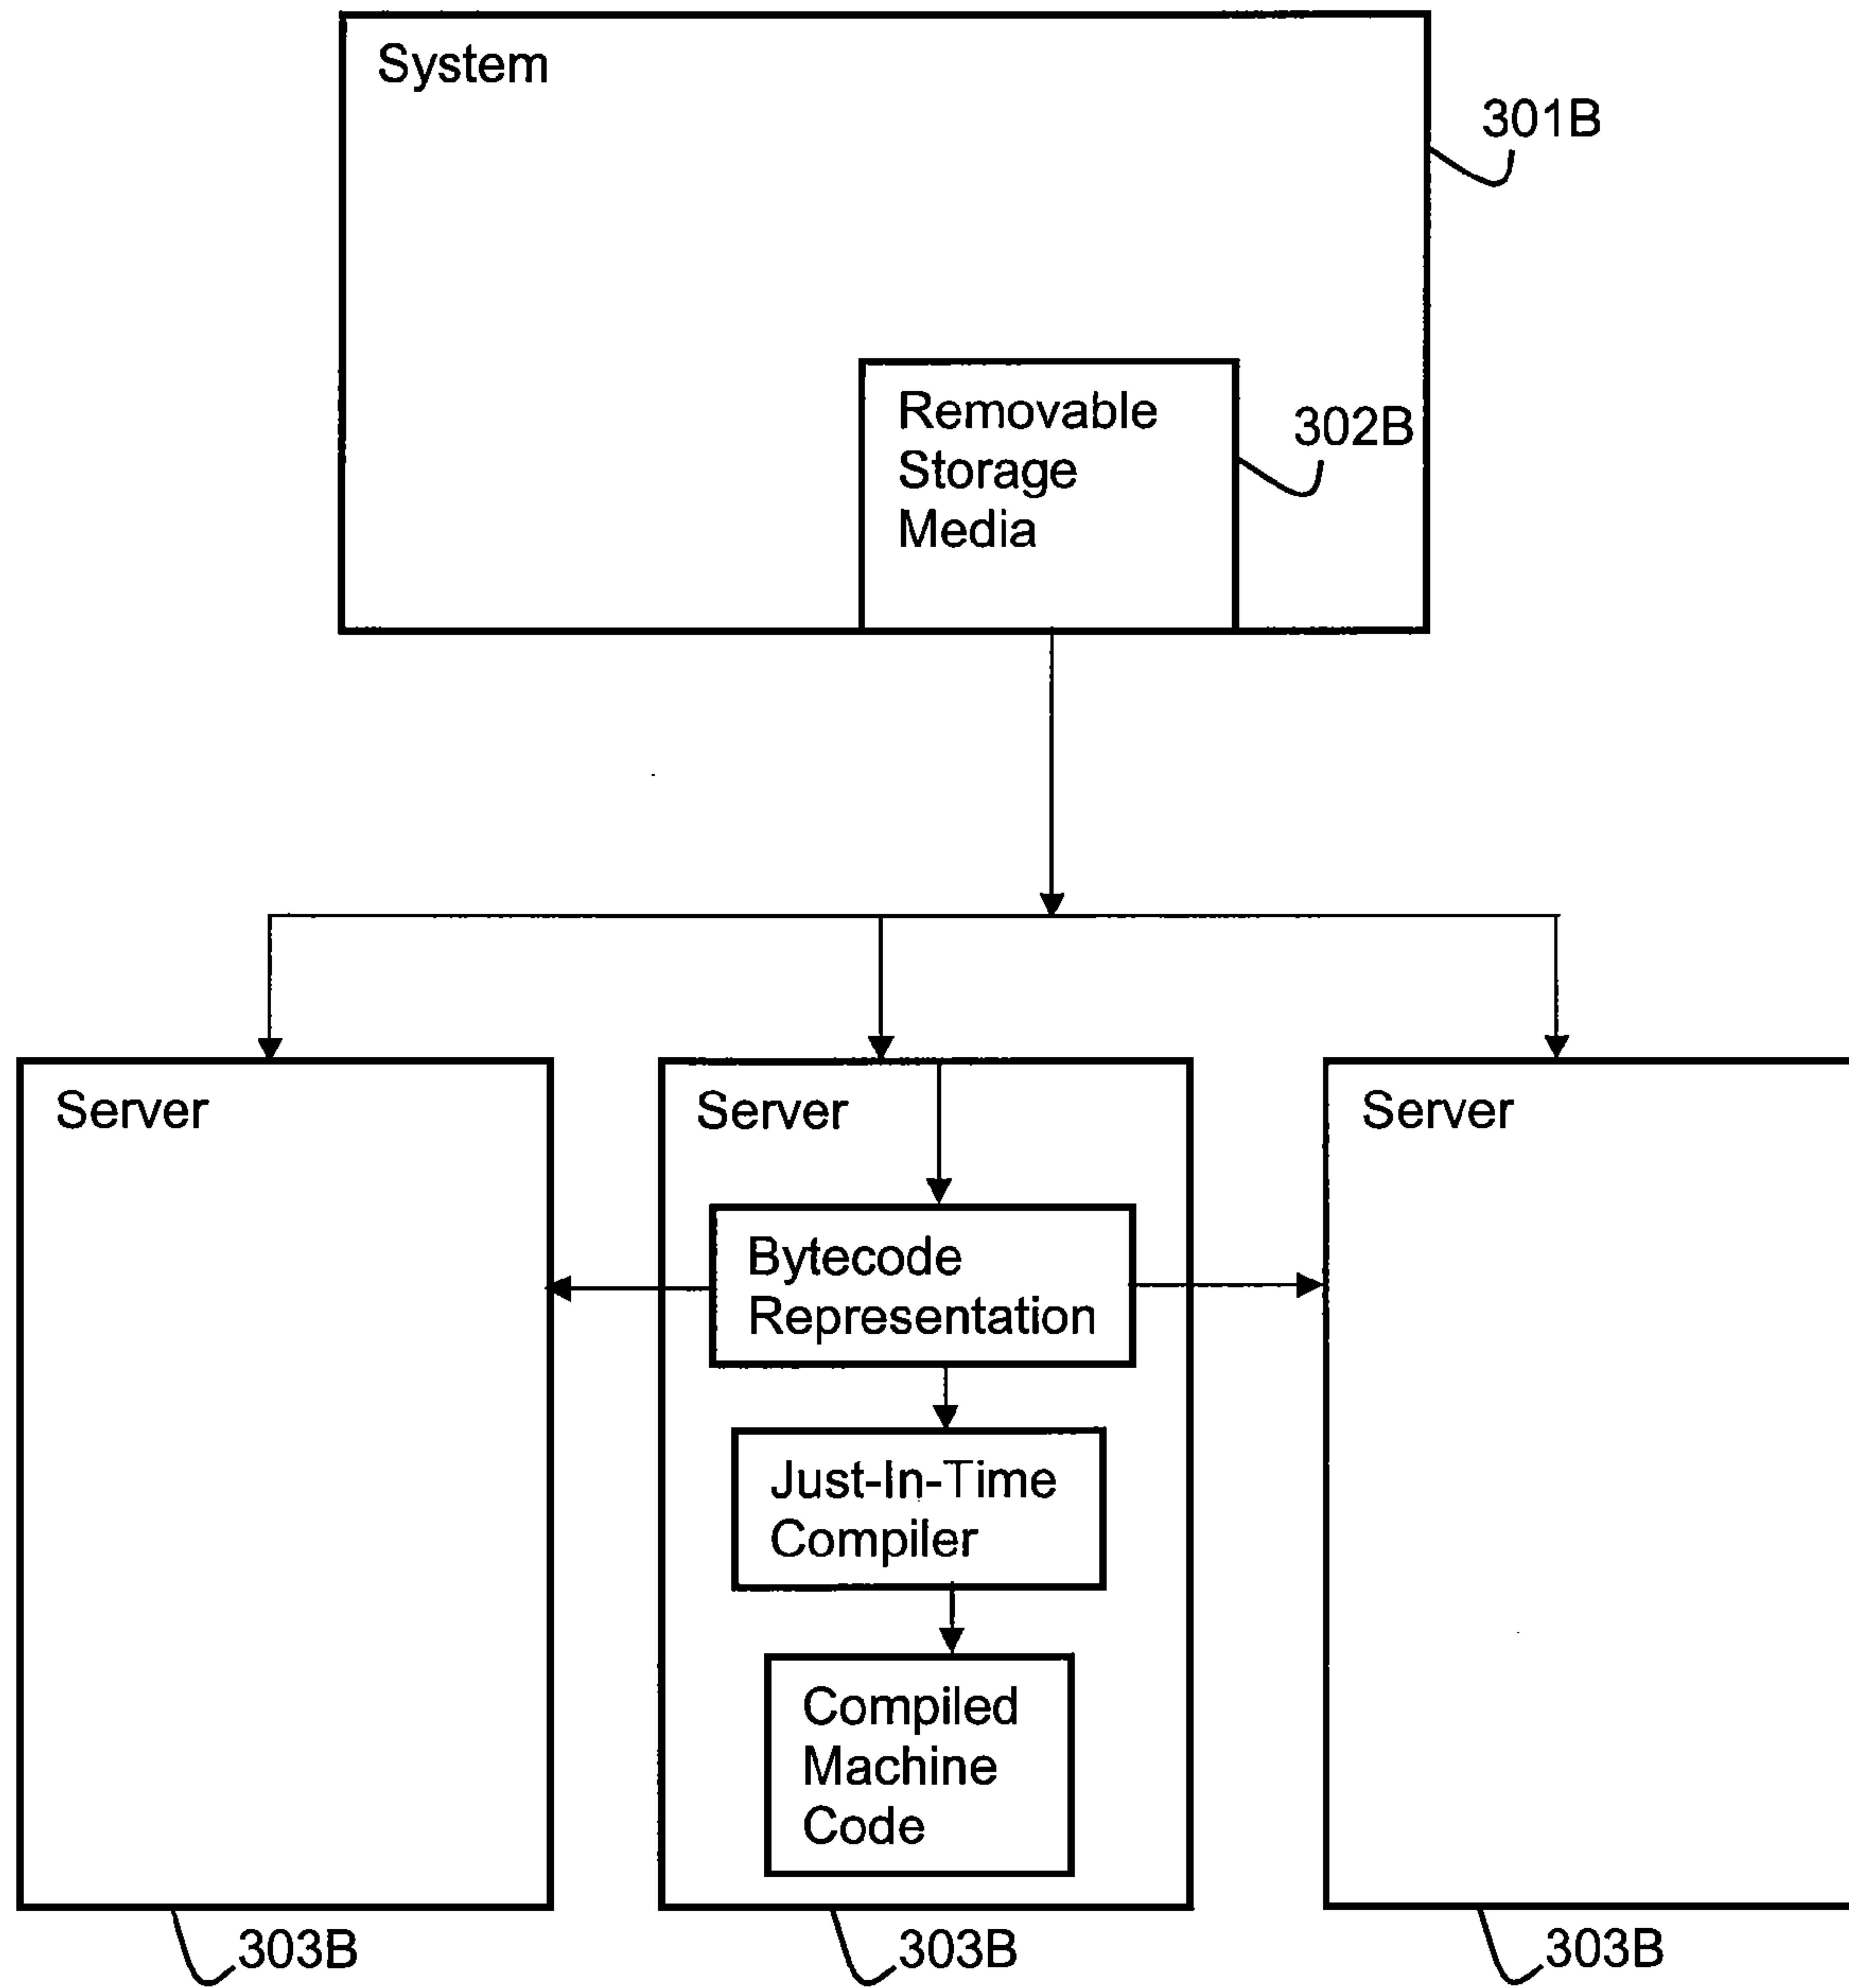 System
301B
Removable
Storage
Media
302B
Server
Server
Server
Bytecode
Representation
Just-In-Time
Compiler
Compiled
Machine
Code
303B
303B
303B